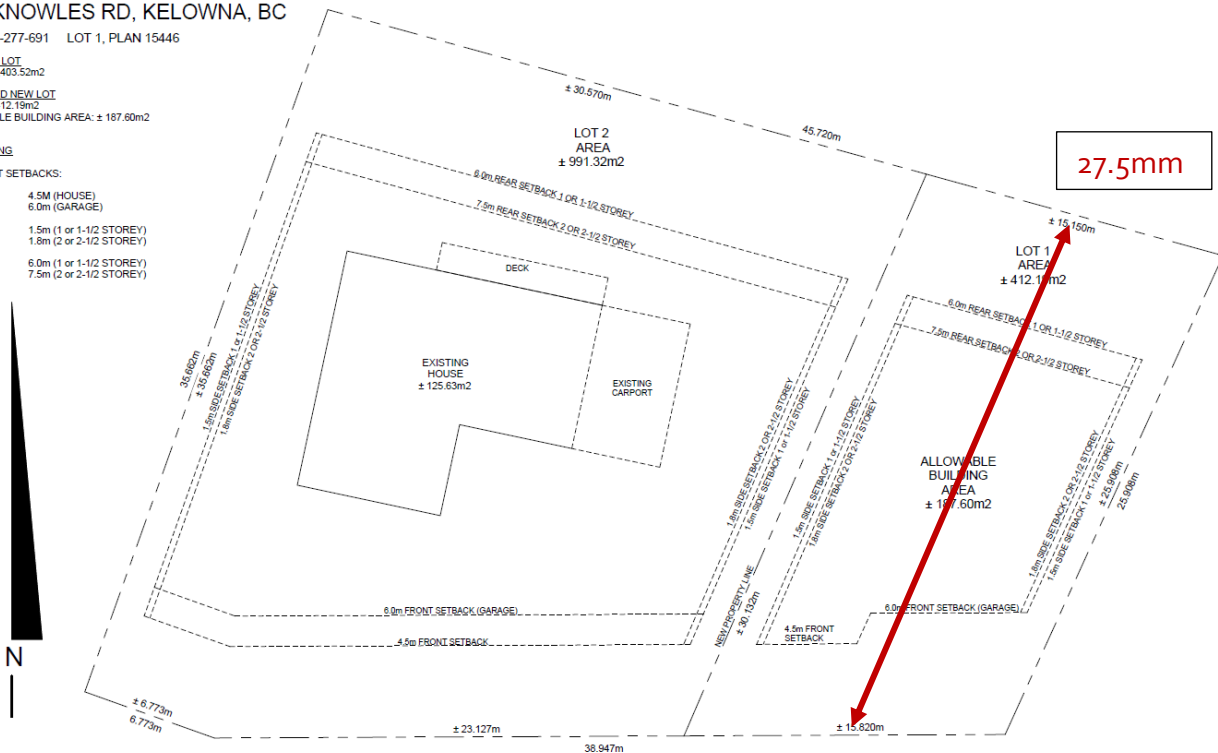 KNOWLES RD, KELOWNA, BC
-277-691 LOT 1, PLAN 15446
LOT
403.52m2
D NEW LOT
12.19m2
LE BUILDING AREA: ± 187.60m2
NG
T SETBACKS:
4.5M (HOUSE)
6.0m (GARAGE)
1.5m (1 or 1-1/2 STOREY)
1.8m (2 or 2-1/2 STOREY)
6.0m (1 or 1-1/2 STOREY)
7.5m (2 or 2-1/2 STOREY)
N
± 30.570m
45.720m
27.5mm
LOT 2
AREA
± 991.32m2
6.0m REAR SETBACK 1 OR 1-1/2 STOREY
7.5m REAR SETBACK 2 OR 2-1/2 STOREY
DECK
EXISTING
HOUSE
± 125.63m2
EXISTING
CARPORT
35.662m
± 35.662m
1.5m SIDE SETBACK 1 or 1-1/2 STOREY
1.8m SIDE SETBACK 2 OR 2-1/2 STOREY
1.8m SIDE SETBACK 2 OR 2-1/2 STOREY
1.5m SIDE SETBACK 1 or 1-1/2 STOREY
6.0m FRONT SETBACK (GARAGE)
4.5m FRONT SETBACK
NEW PROPERTY LINE
± 30.132m
± 15.150m
LOT 1
AREA
± 412.19m2
6.0m REAR SETBACK 1 OR 1-1/2 STOREY
7.5m REAR SETBACK 2 OR 2-1/2 STOREY
1.5m SIDE SETBACK 1 or 1-1/2 STOREY
1.8m SIDE SETBACK 2 OR 2-1/2 STOREY
ALLOWABLE
BUILDING
AREA
± 187.60m2
1.8m SIDE SETBACK 2 OR 2-1/2 STOREY
1.5m SIDE SETBACK 1 or 1-1/2 STOREY
± 25.908m
25.908m
6.0m FRONT SETBACK (GARAGE)
4.5m FRONT
SETBACK
± 6.773m
6.773m
± 23.127m
± 15.820m
38.947m